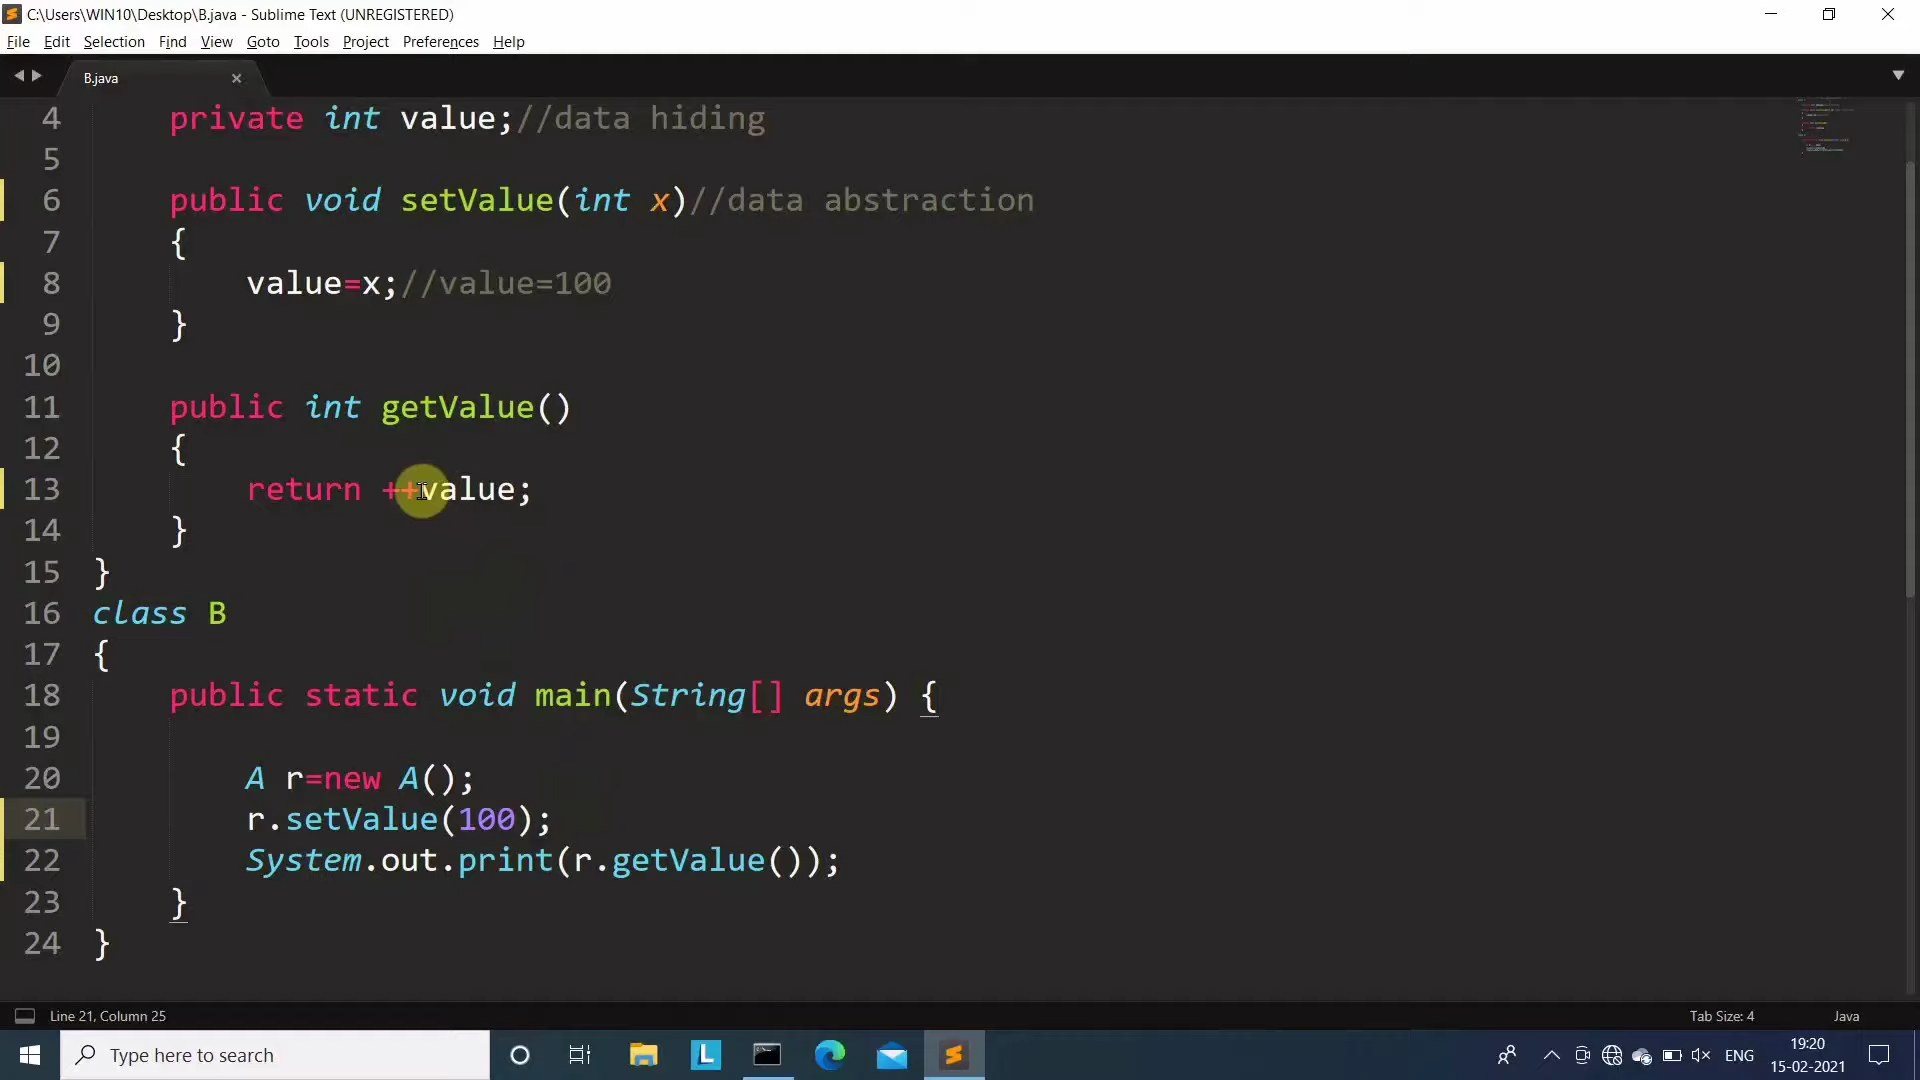 C:\Users\WIN10\Desktop\B.java - Sublime Text (UNREGISTERED)
File Edit Selection Find View Goto Tools Project Preferences Help
B.java
4 private int value;//data hiding
5
6 public void setValue(int x)//data abstraction
7 {
8 value=x;//value=100
9 }
10
11 public int getValue()
12 {
13 return ++value;
14 }
15 }
16 class B
17 {
18 public static void main(String[] args) {
19
20 A r=new A();
21 r.setValue(100);
22 System.out.print(r.getValue());
23 }
24 }
Line 21, Column 25 Tab Size: 4 Java
Type here to search
L
ENG
19:20
15-02-2021